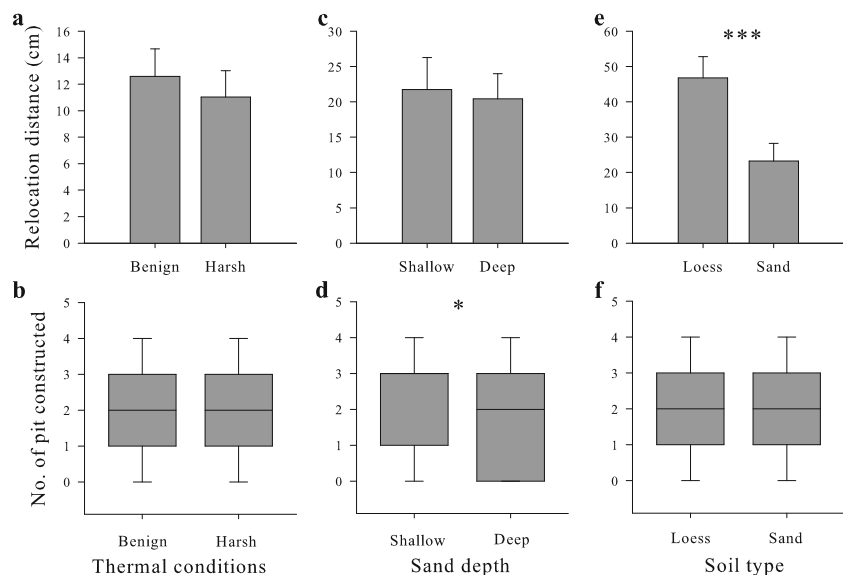 a
Relocation distance (cm)
16
14
12
10
8
6
4
2
0
Benign Harsh
c
30
25
20
15
10
5
0
Shallow Deep
e
60
50
40
30
20
10
0
***
Loess Sand
b
No. of pit constructed
5
4
3
2
1
0
Benign Harsh
Thermal conditions
d
5
4
3
2
1
0
*
Shallow Deep
Sand depth
f
5
4
3
2
1
0
Loess Sand
Soil type